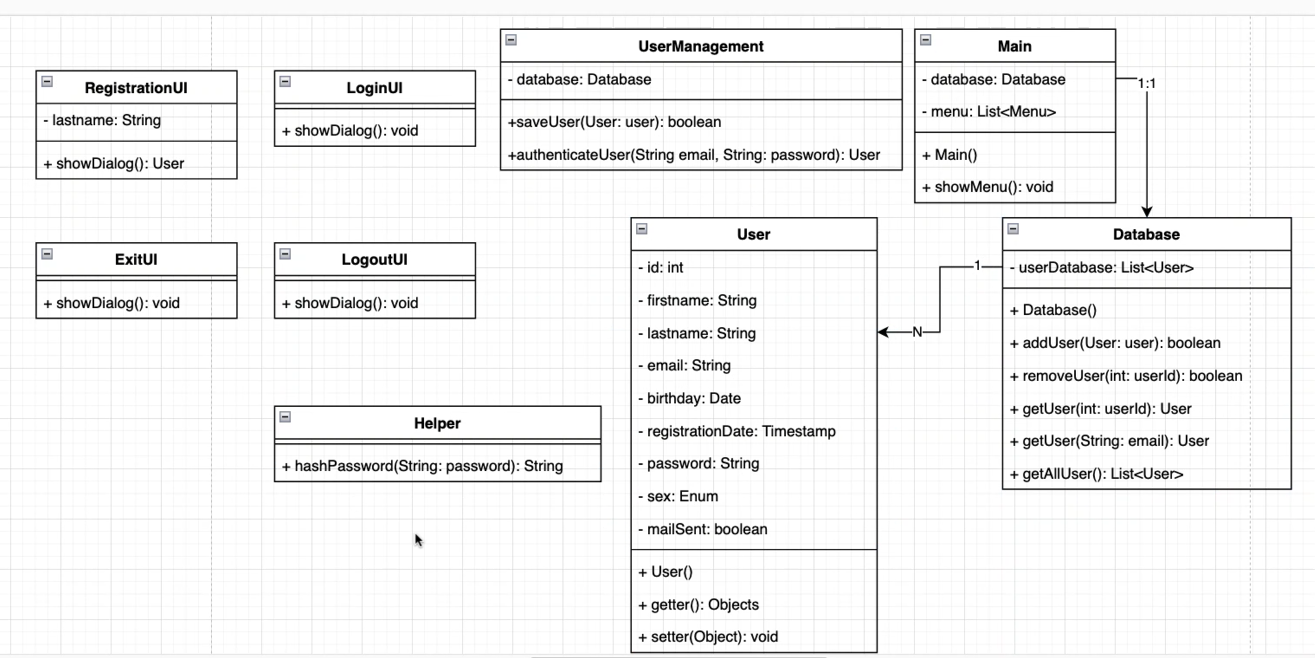 RegistrationUI
- lastname: String
+ showDialog(): User
LoginUI
+ showDialog(): void
UserManagement
- database: Database
+saveUser(User: user): boolean
+authenticateUser(String email, String: password): User
Main
- database: Database
- menu: List<Menu>
+ Main()
+ showMenu(): void
1:1
ExitUI
+ showDialog(): void
LogoutUI
+ showDialog(): void
Helper
+ hashPassword(String: password): String
User
- id: int
- firstname: String
- lastname: String
- email: String
- birthday: Date
- registrationDate: Timestamp
- password: String
- sex: Enum
- mailSent: boolean
+ User()
+ getter(): Objects
+ setter(Object): void
1
N
Database
- userDatabase: List<User>
+ Database()
+ addUser(User: user): boolean
+ removeUser(int: userId): boolean
+ getUser(int: userId): User
+ getUser(String: email): User
+ getAllUser(): List<User>